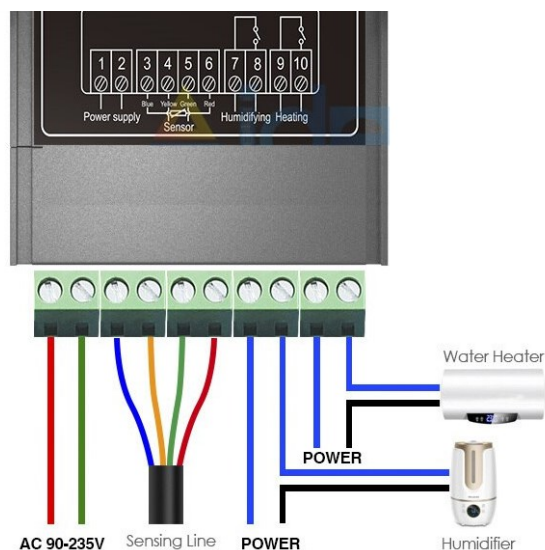 1 2 3 4 5 6 7 8 9 10
Blue Yellow Green Red
Power supply Sensor Humidifying Heating
Water Heater
POWER
AC 90-235V Sensing Line POWER Humidifier